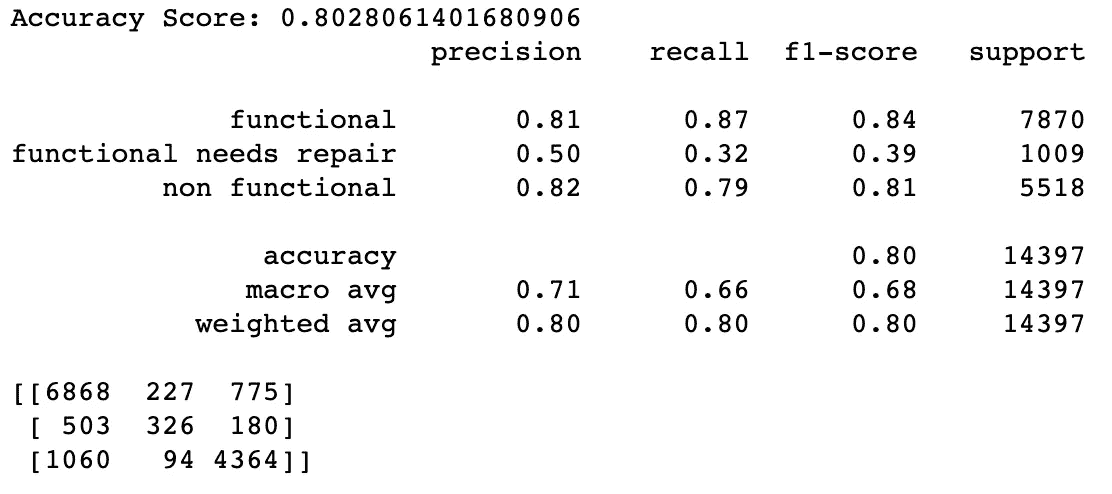 Accuracy Score: 0.8028061401680906
precision recall f1-score support
functional 0.81 0.87 0.84 7870
functional needs repair 0.50 0.32 0.39 1009
non functional 0.82 0.79 0.81 5518
accuracy 0.80 14397
macro avg 0.71 0.66 0.68 14397
weighted avg 0.80 0.80 0.80 14397
[[6868 227 775]
[ 503 326 180]
[1060 94 4364]]